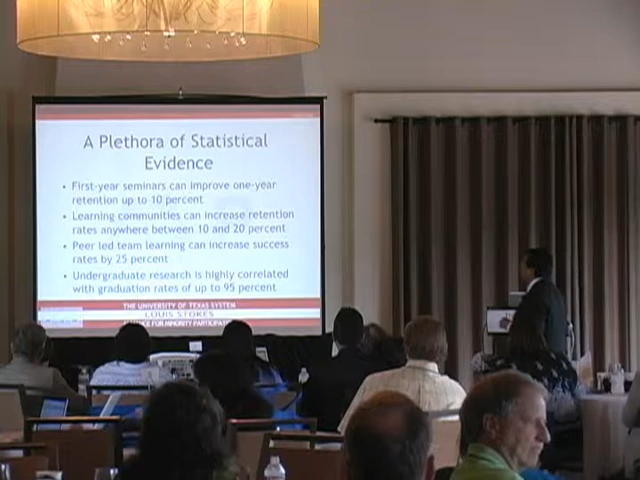 A Plethora of Statistical
Evidence
• First-year seminars can improve one-year
retention up to 10 percent
• Learning communities can increase retention
rates anywhere between 10 and 20 percent
• Peer led team learning can increase success
rates by 25 percent
• Undergraduate research is highly correlated
with graduation rates of up to 95 percent
THE UNIVERSITY OF TEXAS SYSTEM
LOUIS STOKES
FOR MINORITY PARTICIPATION